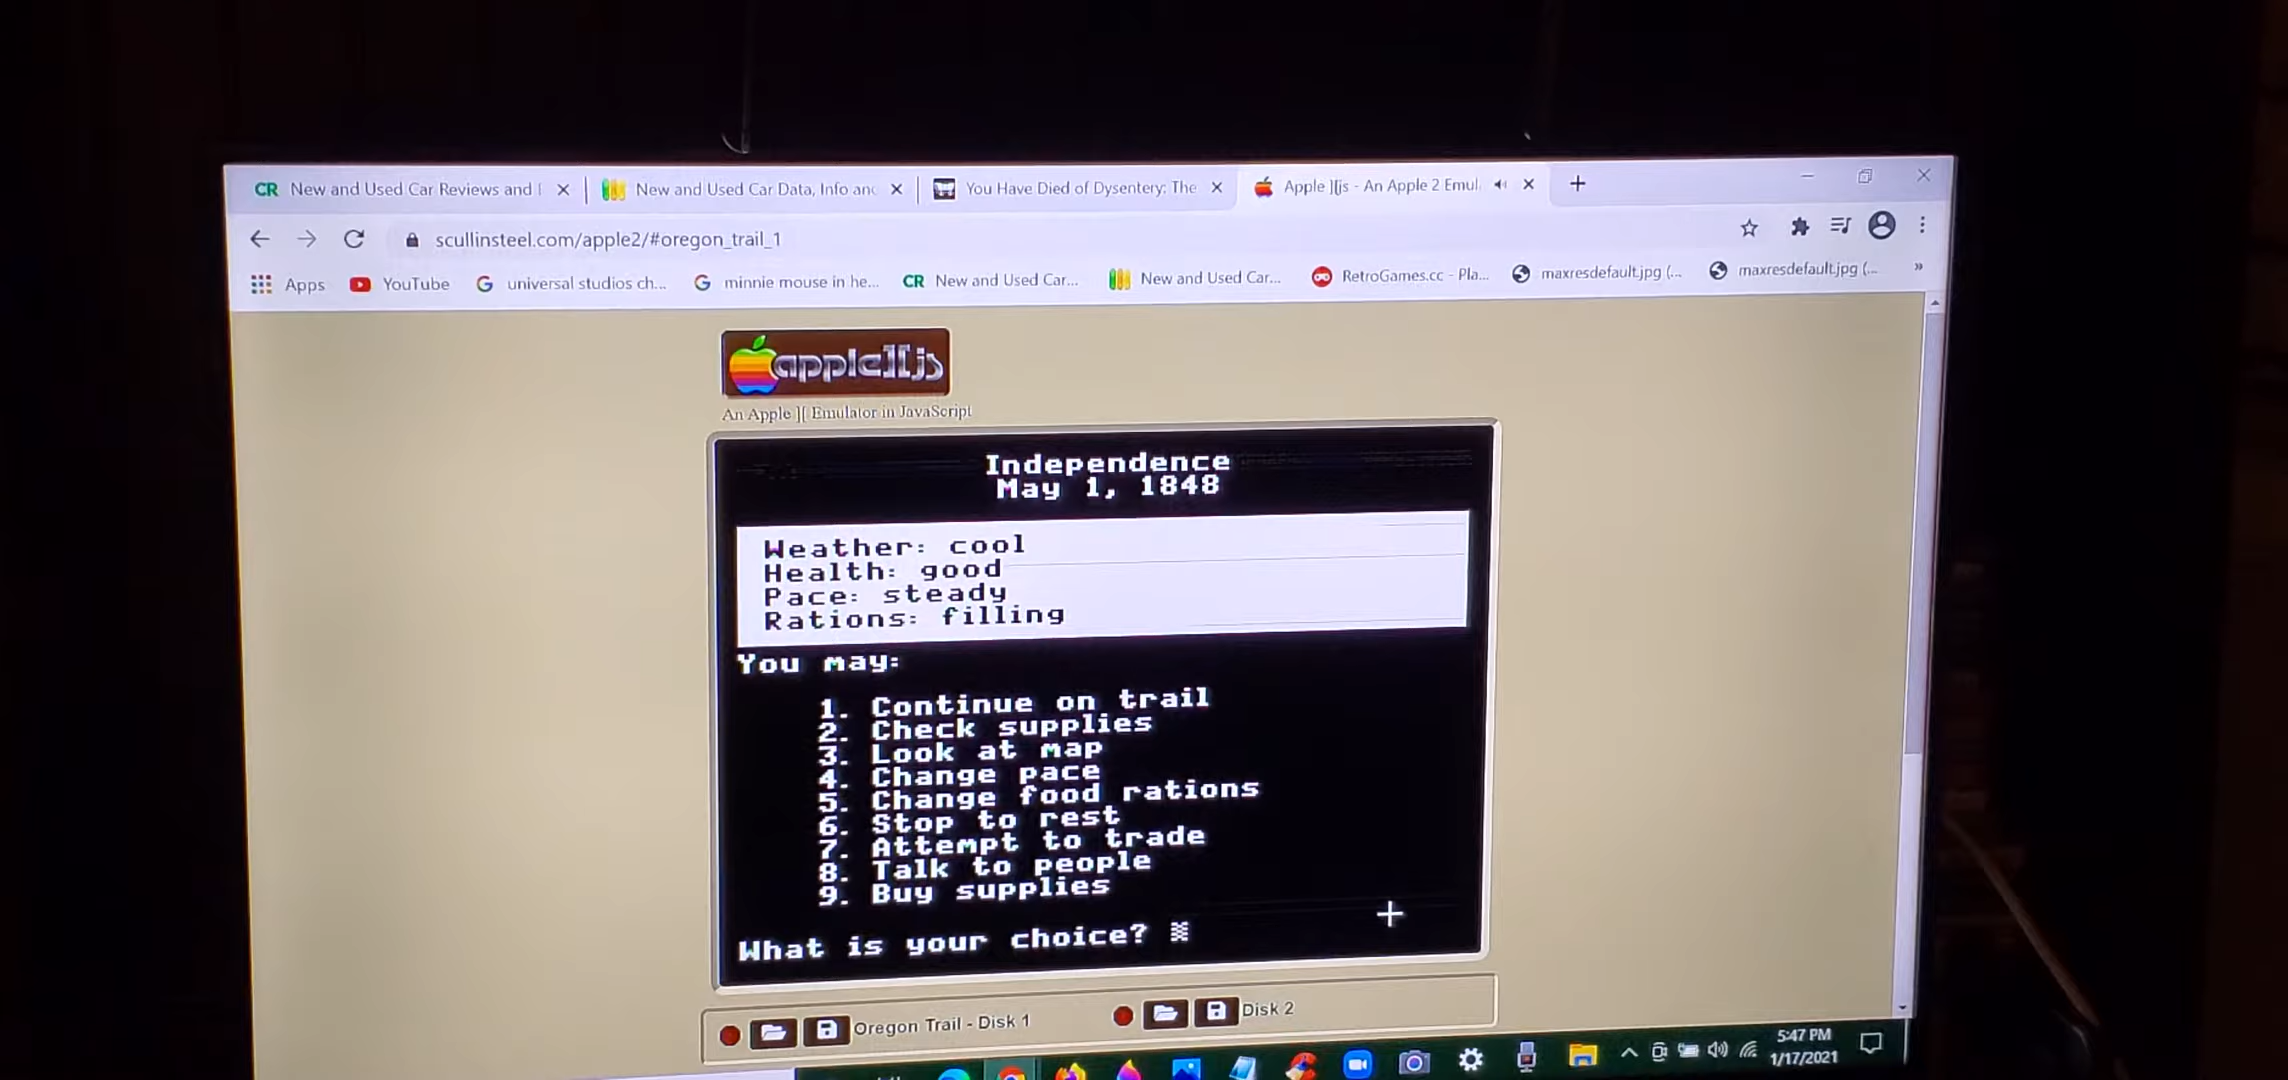 CR New and Used Car Reviews and
New and Used Car Data, Info and
You Have Died of Dysentery: The
Apple ][js - An Apple 2 Emul
scullinsteel.com/apple2/#oregon_trail_1
Apps
YouTube
universal studios ch...
minnie mouse in he...
CR New and Used Car...
New and Used Car...
RetroGames.cc - Pla...
maxresdefault.jpg (...
maxresdefault.jpg (...
»
apple][js
An Apple ][ Emulator in JavaScript
Independence
May 1, 1848
Weather: cool
Health: good
Pace: steady
Rations: filling
You may:
1. Continue on trail
2. Check supplies
3. Look at map
4. Change pace
5. Change food rations
6. Stop to rest
7. Attempt to trade
8. Talk to people
9. Buy supplies
What is your choice?
Oregon Trail - Disk 1
Disk 2
5:47 PM
1/17/2021